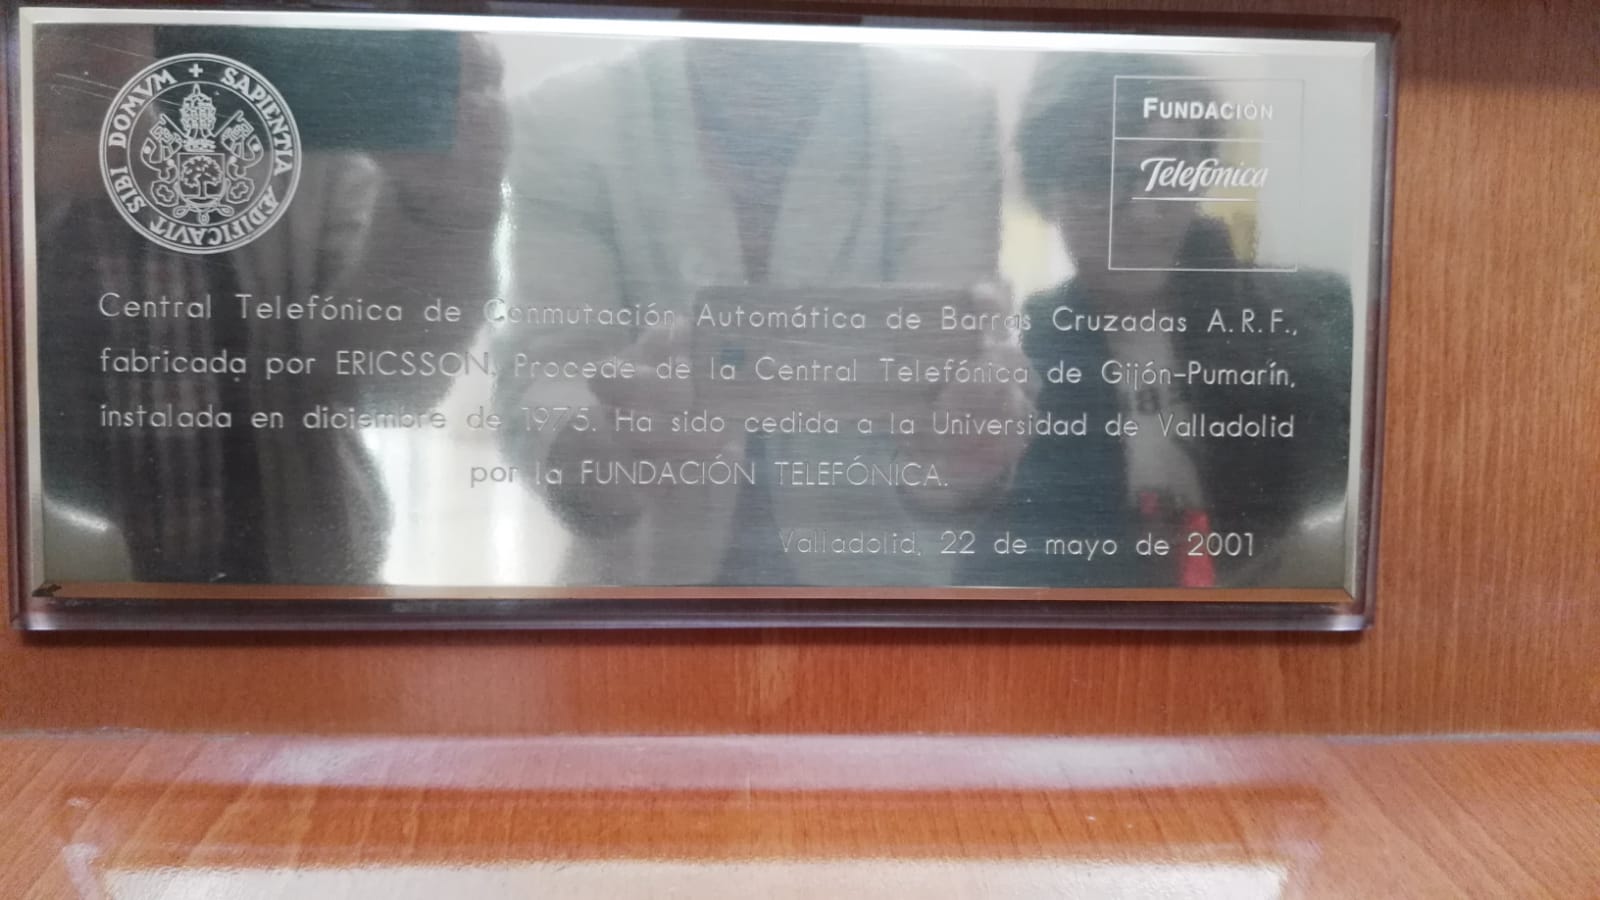 SAPIENTIA ÆDIFICAVIT SIBI DOMVM
FUNDACIÓN
Telefónica
Central Telefónica de Conmutación Automática de Barras Cruzadas A.R.F.,
fabricada por ERICSSON. Procede de la Central Telefónica de Gijón-Pumarín,
instalada en diciembre de 1975. Ha sido cedida a la Universidad de Valladolid
por la FUNDACIÓN TELEFÓNICA.
Valladolid, 22 de mayo de 2001